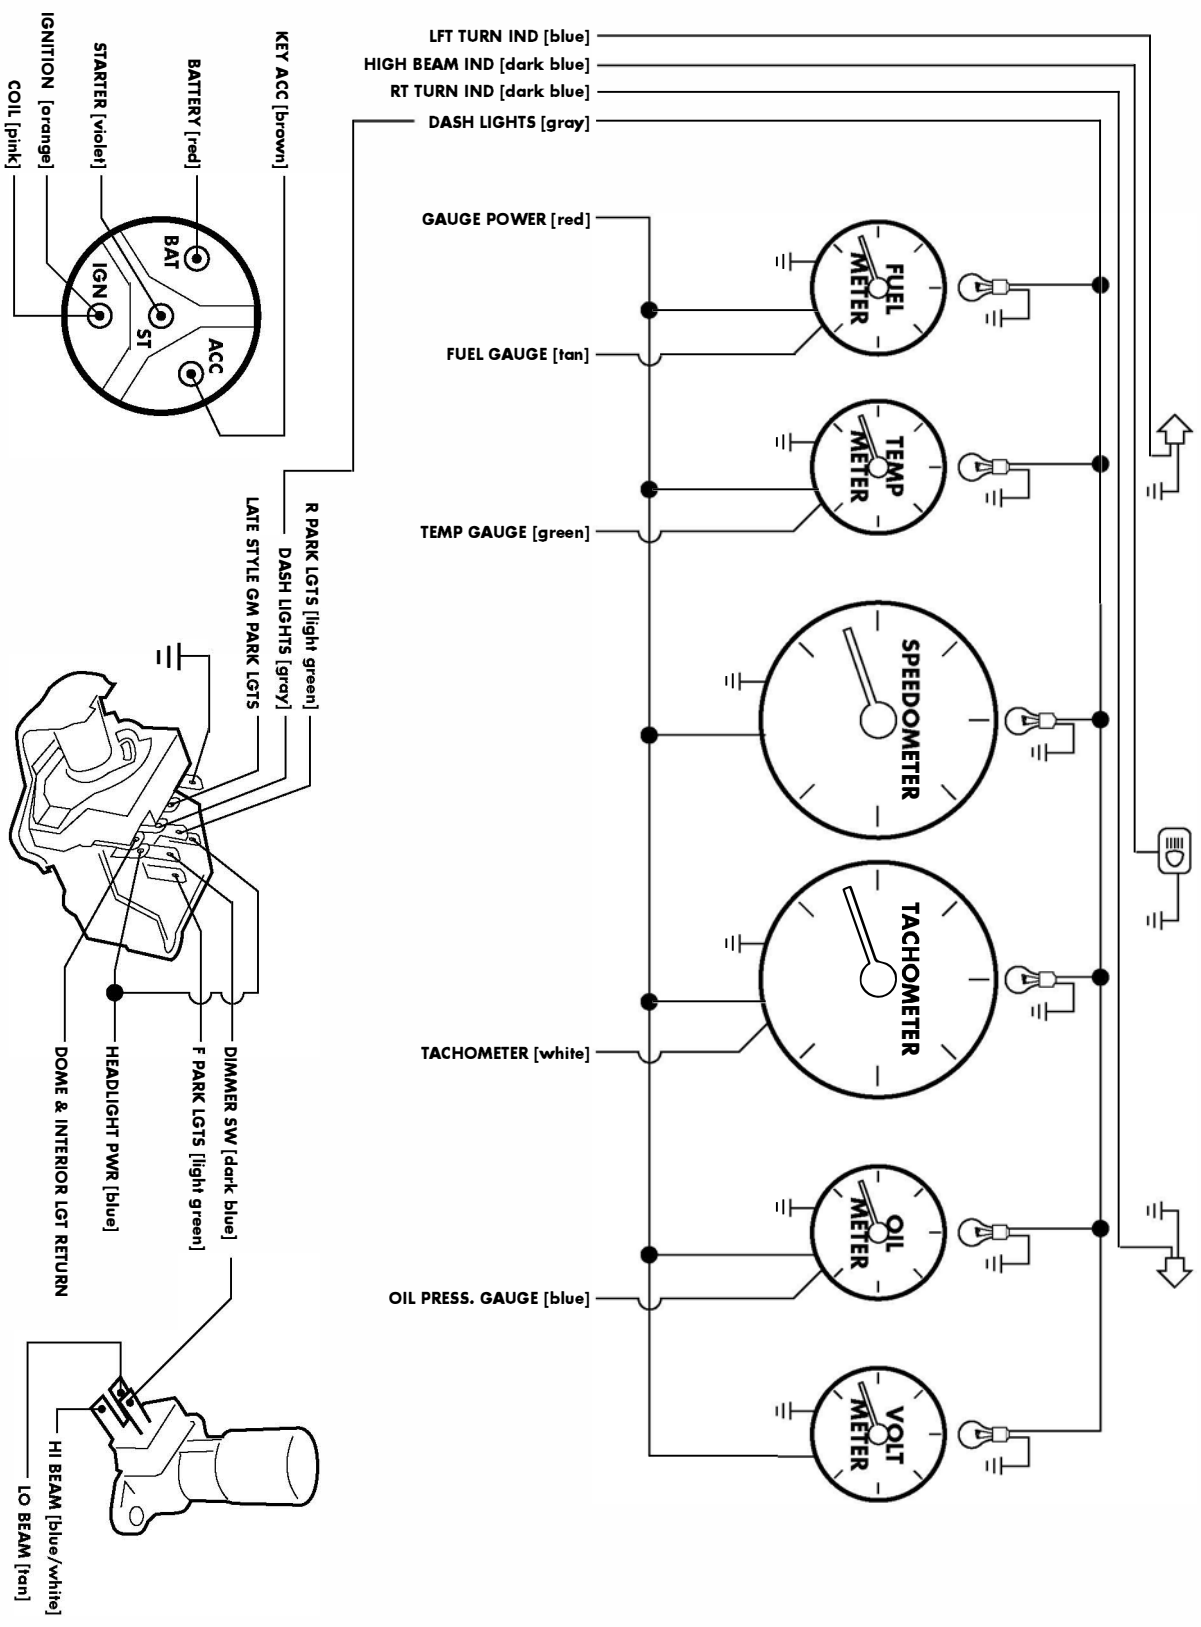 LFT TURN IND [blue]
HIGH BEAM IND [dark blue]
RT TURN IND [dark blue]
DASH LIGHTS [gray]
GAUGE POWER [red]
FUEL GAUGE [tan]
TEMP GAUGE [green]
TACHOMETER [white]
OIL PRESS. GAUGE [blue]
FUEL
METER
TEMP
METER
SPEEDOMETER
TACHOMETER
OIL
METER
VOLT
METER
KEY ACC [brown]
BATTERY [red]
STARTER [violet]
IGNITION [orange]
COIL [pink]
BAT
IGN
ST
ACC
R PARK LGTS [light green]
DASH LIGHTS [gray]
LATE STYLE GM PARK LGTS
DIMMER SW [dark blue]
F PARK LGTS [light green]
HEADLIGHT PWR [blue]
DOME & INTERIOR LGT RETURN
HI BEAM [blue/white]
LO BEAM [tan]